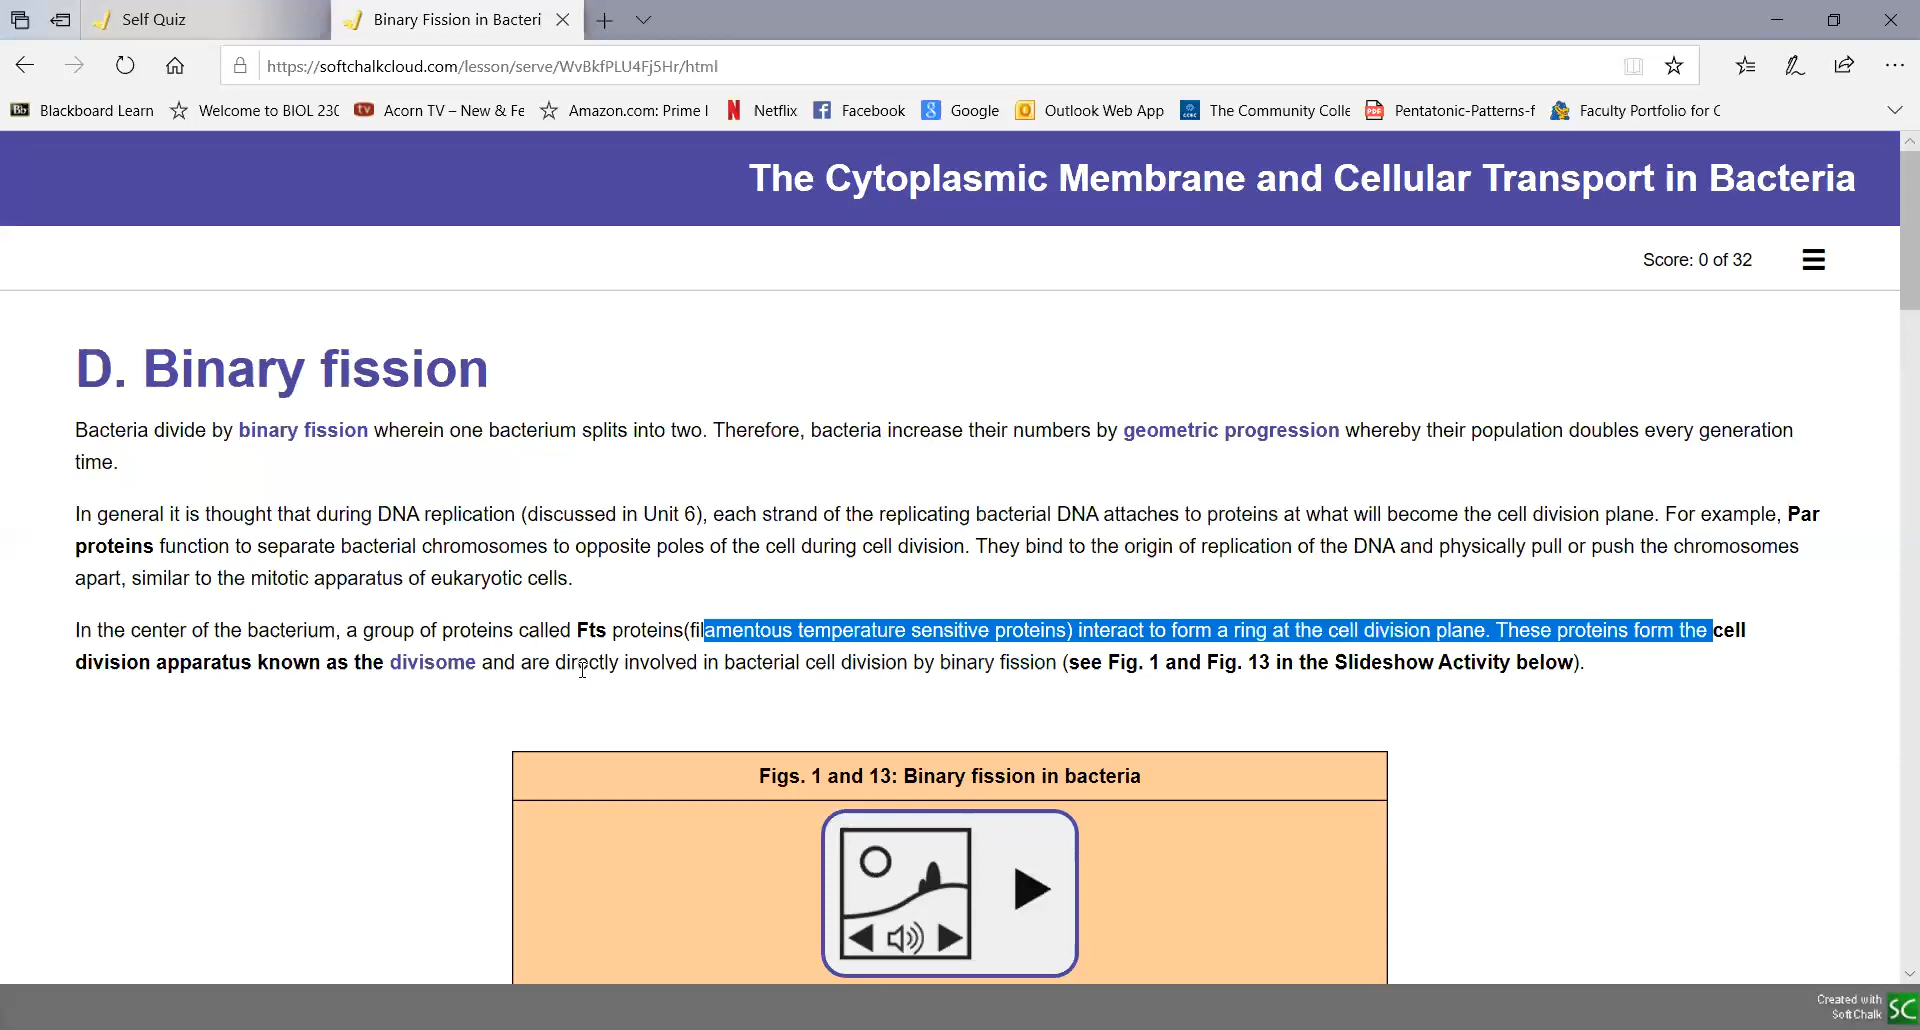 Self Quiz
Binary Fission in Bacteri
https://softchalkcloud.com/lesson/serve/WvBkfPLU4Fj5Hr/html
Bb Blackboard Learn Welcome to BIOL 230 tv Acorn TV – New & Fe Amazon.com: Prime I N Netflix f Facebook 8 Google Outlook Web App The Community Colle PDF Pentatonic-Patterns-f Faculty Portfolio for C
The Cytoplasmic Membrane and Cellular Transport in Bacteria
Score: 0 of 32
D. Binary fission
Bacteria divide by binary fission wherein one bacterium splits into two. Therefore, bacteria increase their numbers by geometric progression whereby their population doubles every generation
time.
In general it is thought that during DNA replication (discussed in Unit 6), each strand of the replicating bacterial DNA attaches to proteins at what will become the cell division plane. For example, Par
proteins function to separate bacterial chromosomes to opposite poles of the cell during cell division. They bind to the origin of replication of the DNA and physically pull or push the chromosomes
apart, similar to the mitotic apparatus of eukaryotic cells.
In the center of the bacterium, a group of proteins called Fts proteins(filamentous temperature sensitive proteins) interact to form a ring at the cell division plane. These proteins form the cell
division apparatus known as the divisome and are directly involved in bacterial cell division by binary fission (see Fig. 1 and Fig. 13 in the Slideshow Activity below).
Figs. 1 and 13: Binary fission in bacteria
Created with
SoftChalk
SC